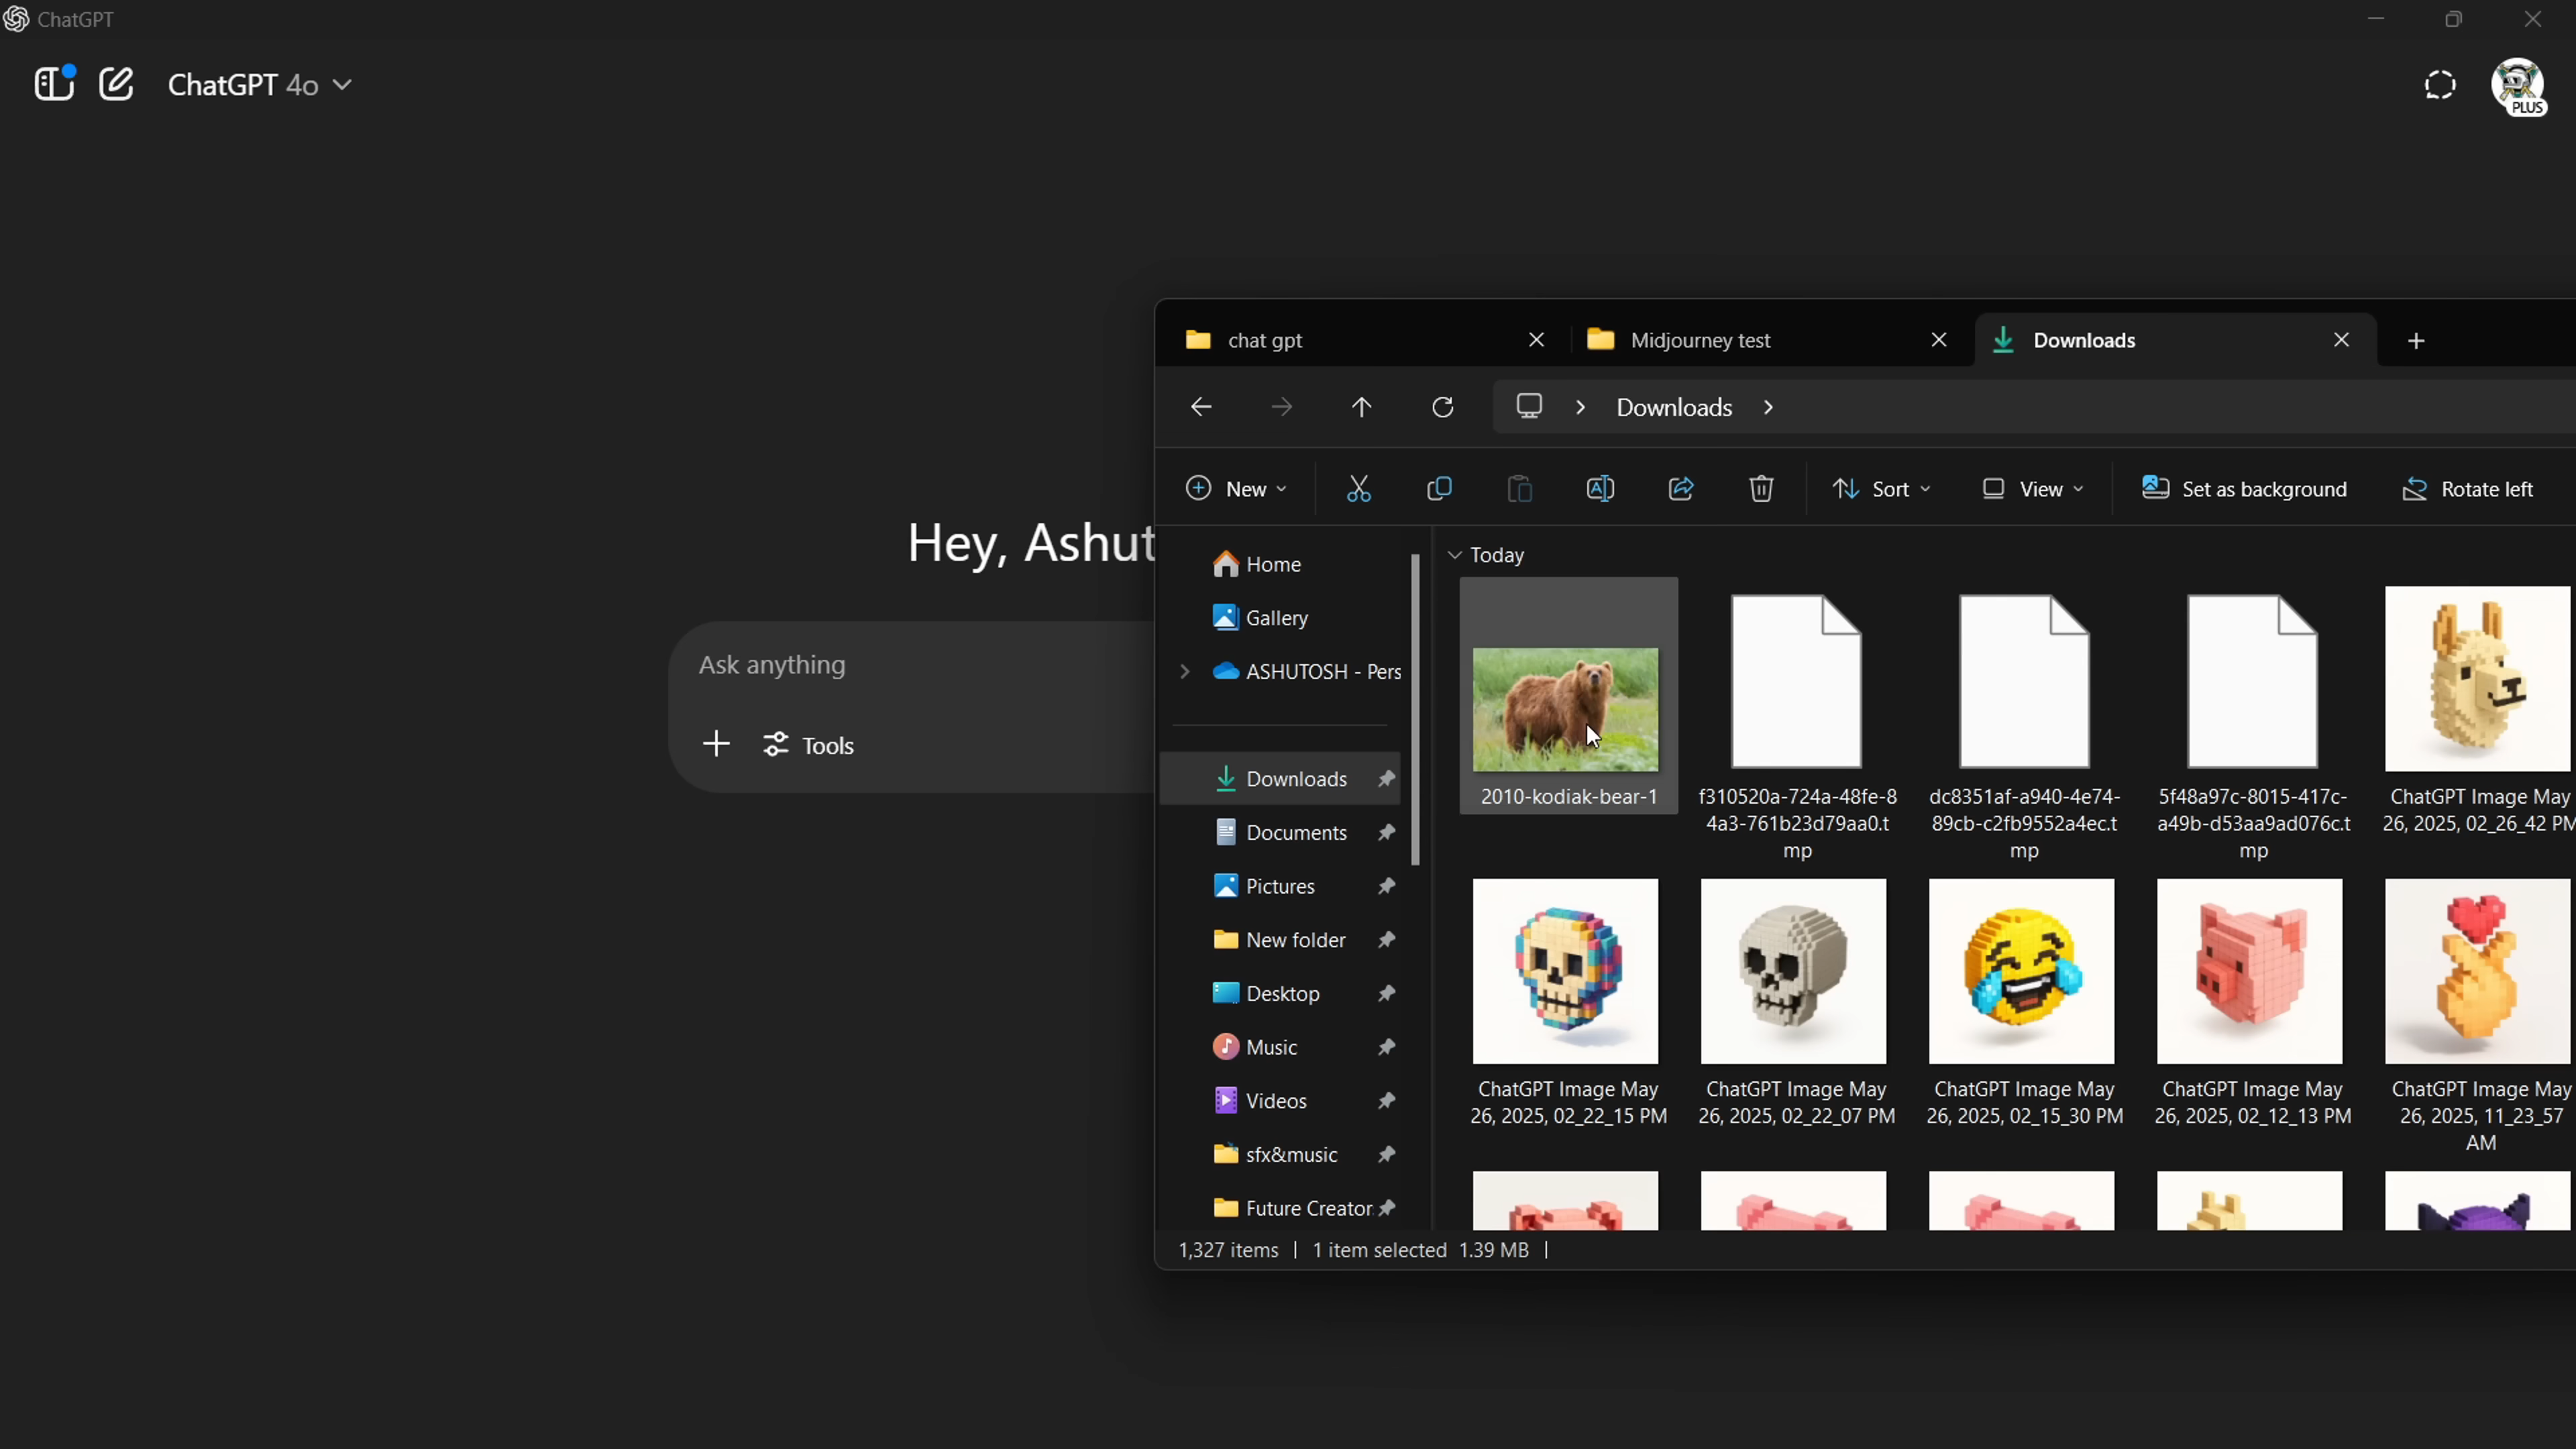 ChatGPT
ChatGPT 4o
PLUS
Hey, Ashut
Ask anything
Tools
chat gpt
Midjourney test
Downloads
Downloads
New
Sort
View
Set as background
Rotate left
Home
Gallery
ASHUTOSH - Pers
Downloads
Documents
Pictures
New folder
Desktop
Music
Videos
sfx&music
Future Creator
Today
2010-kodiak-bear-1
f310520a-724a-48fe-8
4a3-761b23d79aa0.t
mp
dc8351af-a940-4e74-
89cb-c2fb9552a4ec.t
mp
5f48a97c-8015-417c-
a49b-d53aa9ad076c.t
mp
ChatGPT Image May
26, 2025, 02_26_42 PM
ChatGPT Image May
26, 2025, 02_22_15 PM
ChatGPT Image May
26, 2025, 02_22_07 PM
ChatGPT Image May
26, 2025, 02_15_30 PM
ChatGPT Image May
26, 2025, 02_12_13 PM
ChatGPT Image May
26, 2025, 11_23_57
AM
1,327 items
1 item selected 1.39 MB